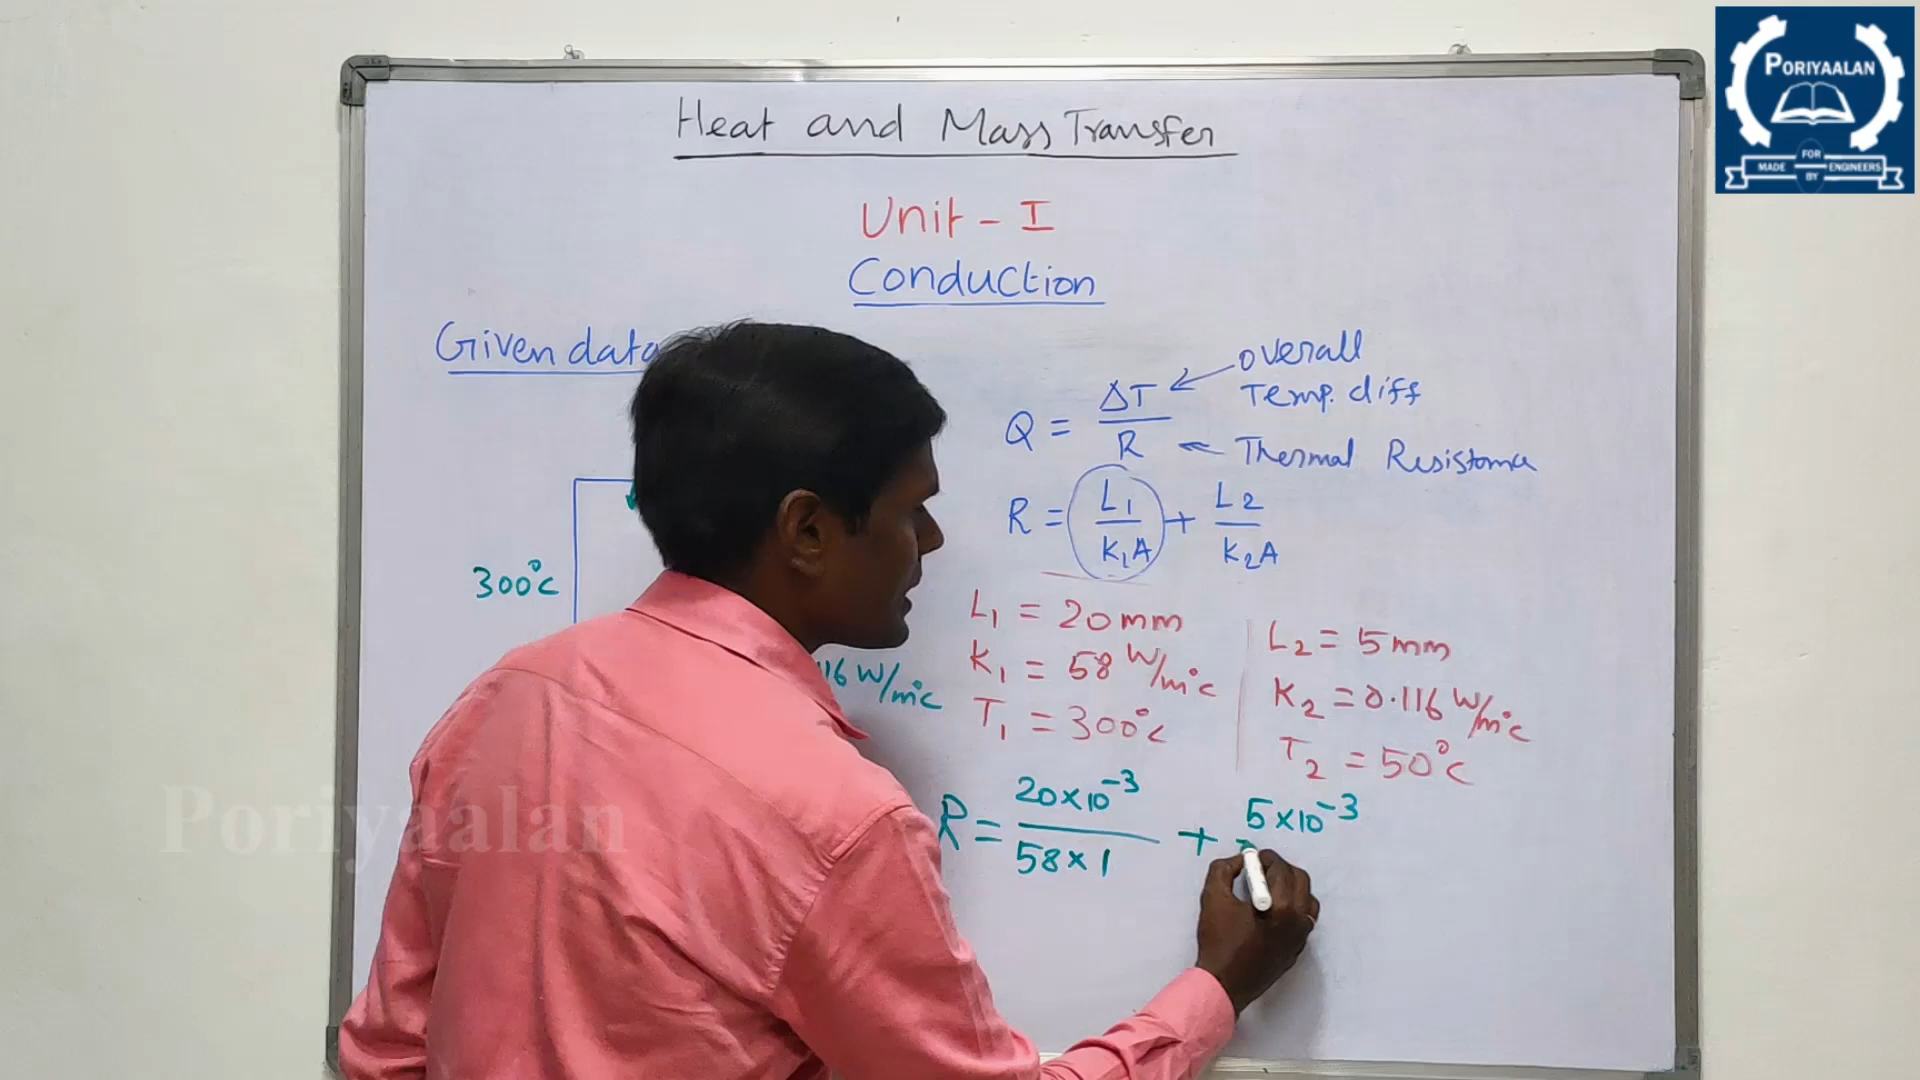 PORIYAALAN
MADE FOR ENGINEERS
BY
Heat and Mass Transfer
Unit - I
Conduction
Given data
overall
Temp. diff
Q = ΔT / R
Thermal Resistance
R = L₁ / K₁A + L₂ / K₂A
300°C
16 W/m°C
L₁ = 20mm
K₁ = 58 W/m°C
T₁ = 300°C
L₂ = 5mm
K₂ = 0.116 W/m°C
T₂ = 50°C
R = 20×10⁻³ / 58×1 + 5×10⁻³
Poriyaalan